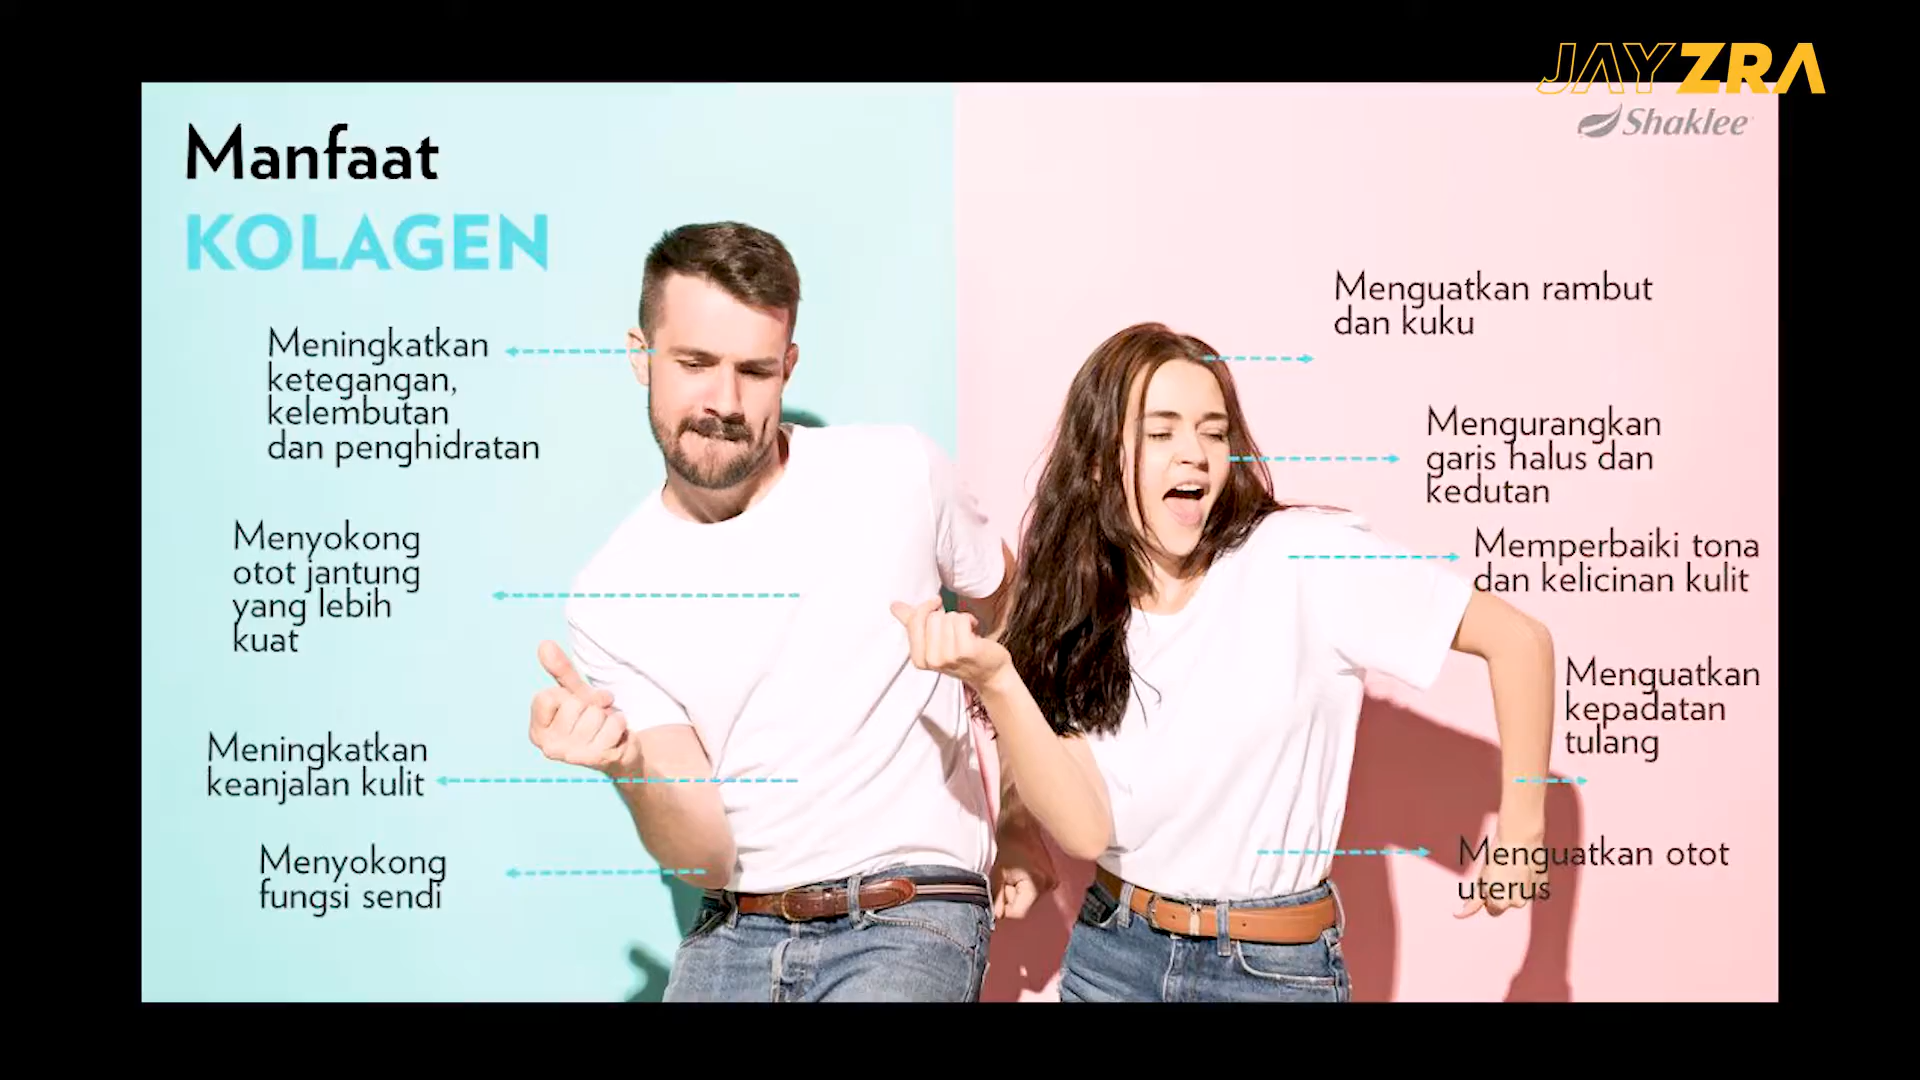 JAYZRA
Shaklee
Manfaat
KOLAGEN
Meningkatkan
ketegangan,
kelembutan
dan penghidratan
Menyokong
otot jantung
yang lebih
kuat
Meningkatkan
keanjalan kulit
Menyokong
fungsi sendi
Menguatkan rambut
dan kuku
Mengurangkan
garis halus dan
kedutan
Memperbaiki tona
dan kelicinan kulit
Menguatkan
kepadatan
tulang
Menguatkan otot
uterus